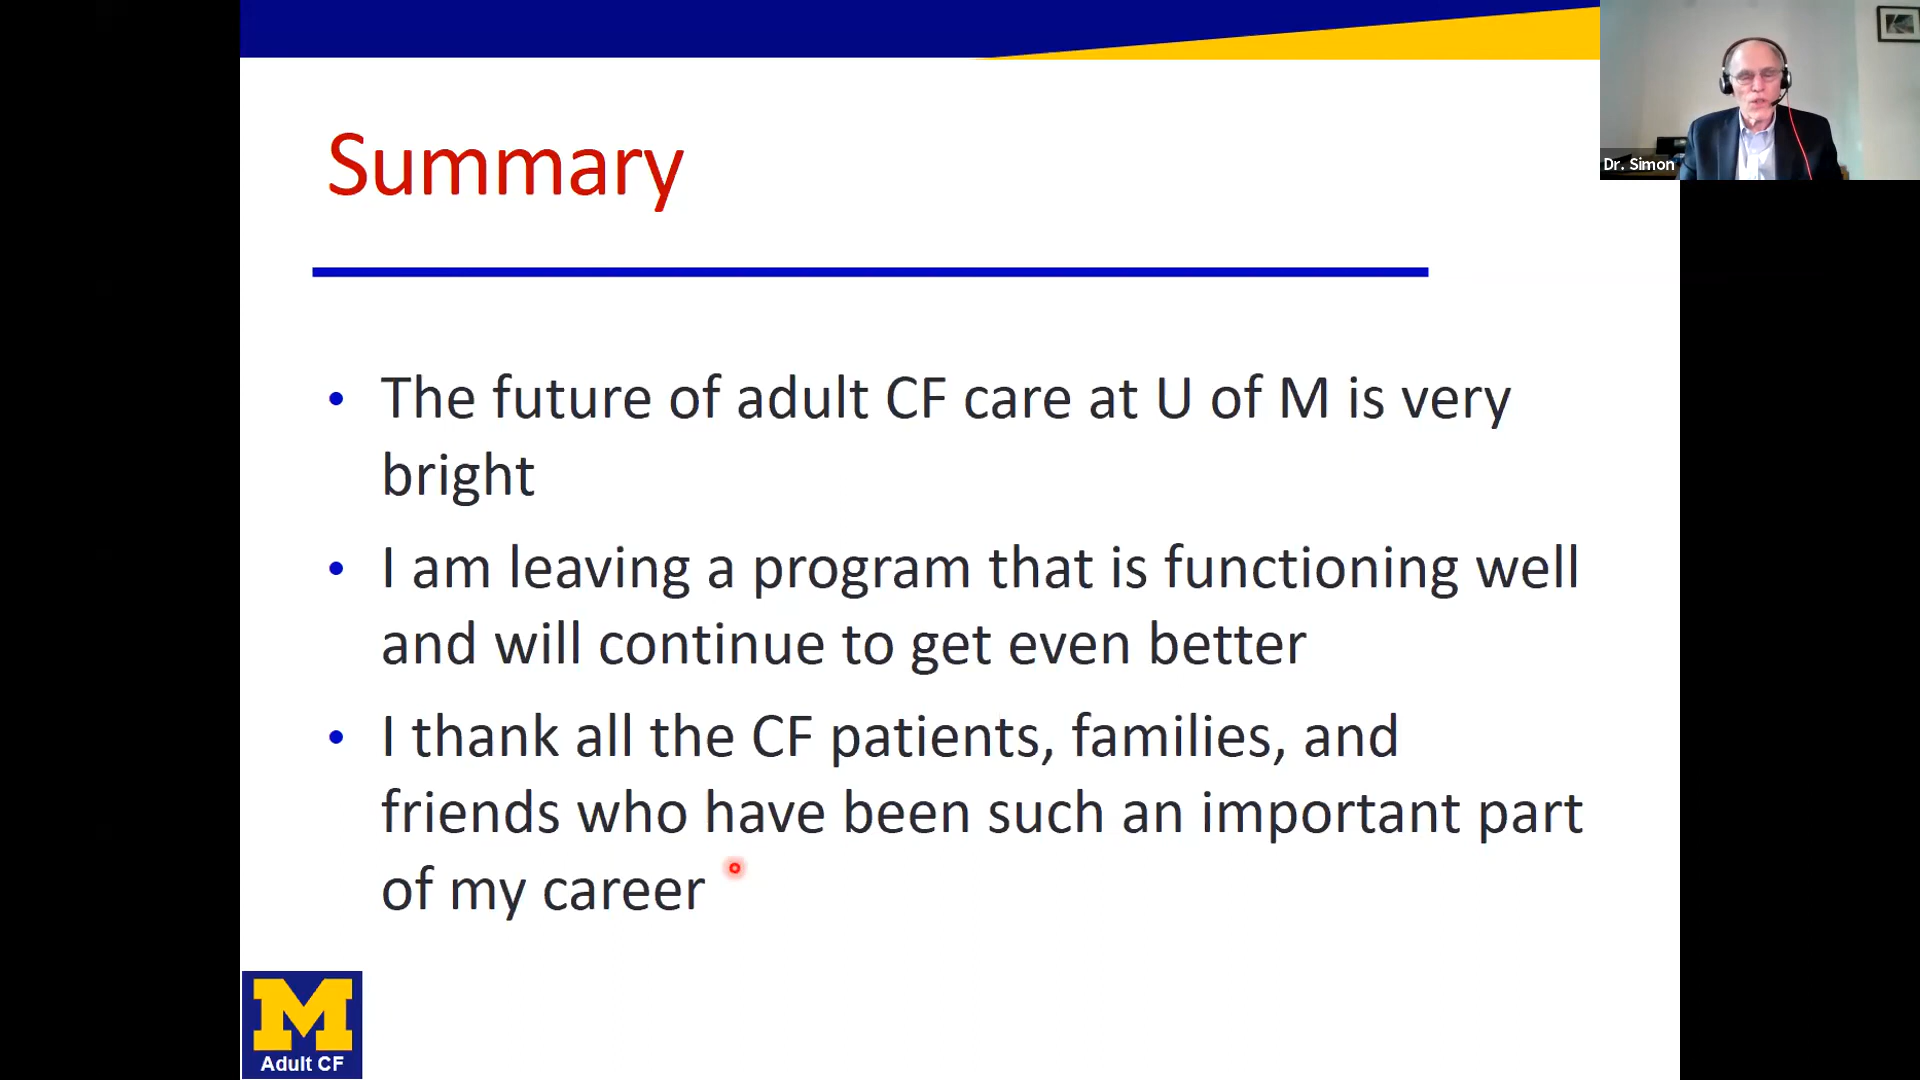 Summary
Dr. Simon
• The future of adult CF care at U of M is very
bright
• I am leaving a program that is functioning well
and will continue to get even better
• I thank all the CF patients, families, and
friends who have been such an important part
of my career
M
Adult CF